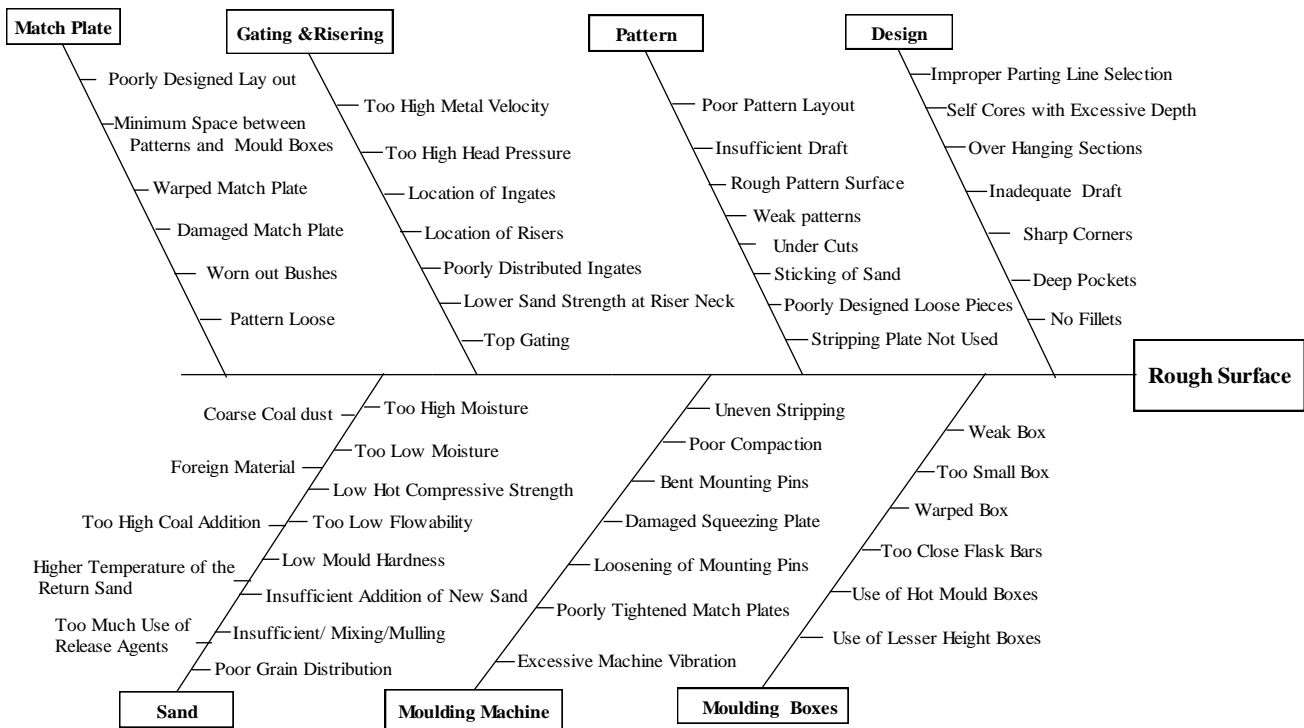 Match Plate
Poorly Designed Lay out
Minimum Space between
Patterns and Mould Boxes
Warped Match Plate
Damaged Match Plate
Worn out Bushes
Pattern Loose
Gating &Risering
Too High Metal Velocity
Too High Head Pressure
Location of Ingates
Location of Risers
Poorly Distributed Ingates
Lower Sand Strength at Riser Neck
Top Gating
Pattern
Poor Pattern Layout
Insufficient Draft
Rough Pattern Surface
Weak patterns
Under Cuts
Sticking of Sand
Poorly Designed Loose Pieces
Stripping Plate Not Used
Design
Improper Parting Line Selection
Self Cores with Excessive Depth
Over Hanging Sections
Inadequate Draft
Sharp Corners
Deep Pockets
No Fillets
Rough Surface
Coarse Coal dust
Foreign Material
Too High Coal Addition
Higher Temperature of the
Return Sand
Too Much Use of
Release Agents
Too High Moisture
Too Low Moisture
Low Hot Compressive Strength
Too Low Flowability
Low Mould Hardness
Insufficient Addition of New Sand
Insufficient/ Mixing/Mulling
Poor Grain Distribution
Sand
Uneven Stripping
Poor Compaction
Bent Mounting Pins
Damaged Squeezing Plate
Loosening of Mounting Pins
Poorly Tightened Match Plates
Excessive Machine Vibration
Moulding Machine
Weak Box
Too Small Box
Warped Box
Too Close Flask Bars
Use of Hot Mould Boxes
Use of Lesser Height Boxes
Moulding Boxes